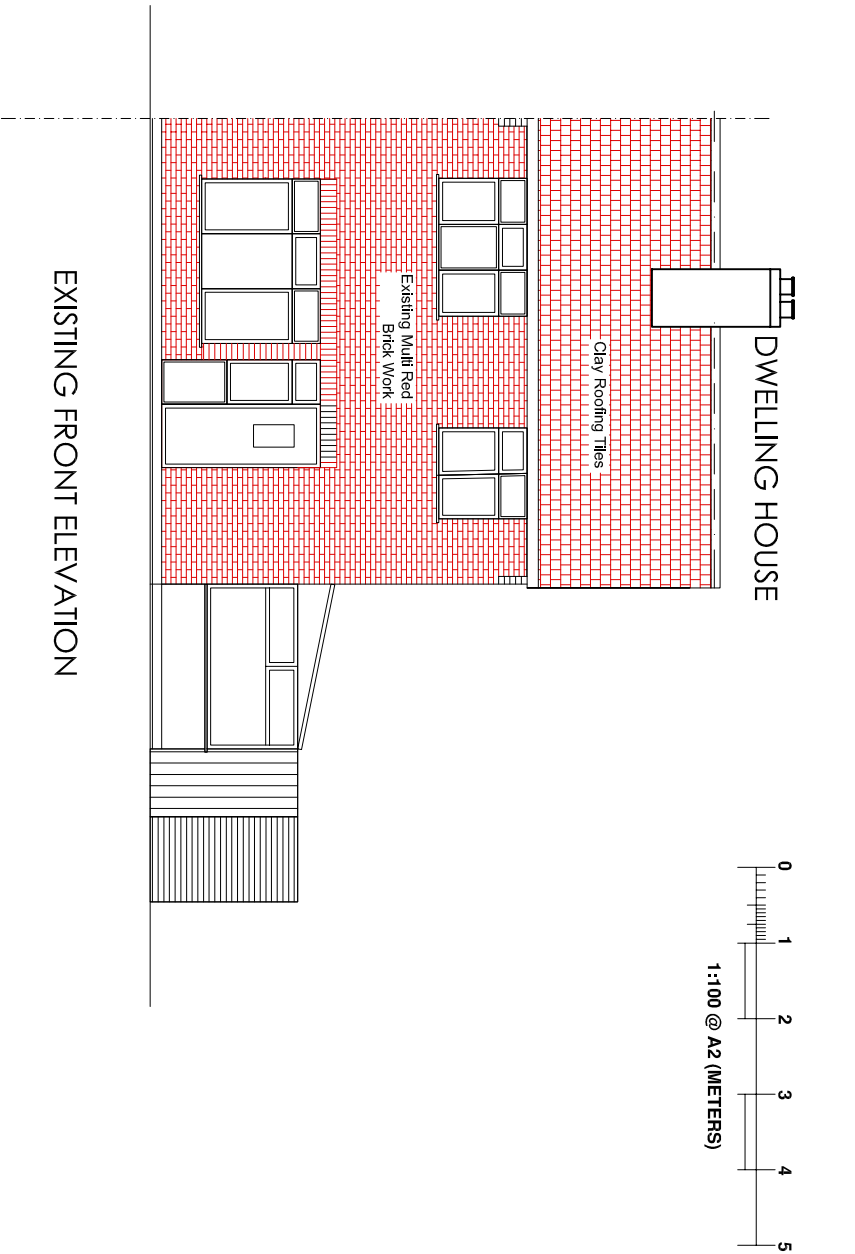 DWELLING HOUSE
Clay Roofing Tiles
Existing Multi Red
Brick Work
EXISTING FRONT ELEVATION
0 1 2 3 4 5
1:100 @ A2 (METERS)